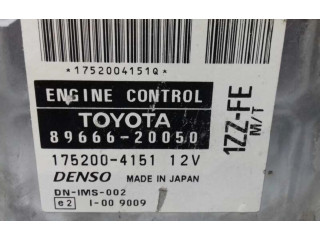 *1752004151Q*
ENGINE CONTROL
TOYOTA
89666-20050
175200-4151 12V
DENSO MADE IN JAPAN
DN-IMS-002
e2 I-00 9009
1ZZ-FE
M/T